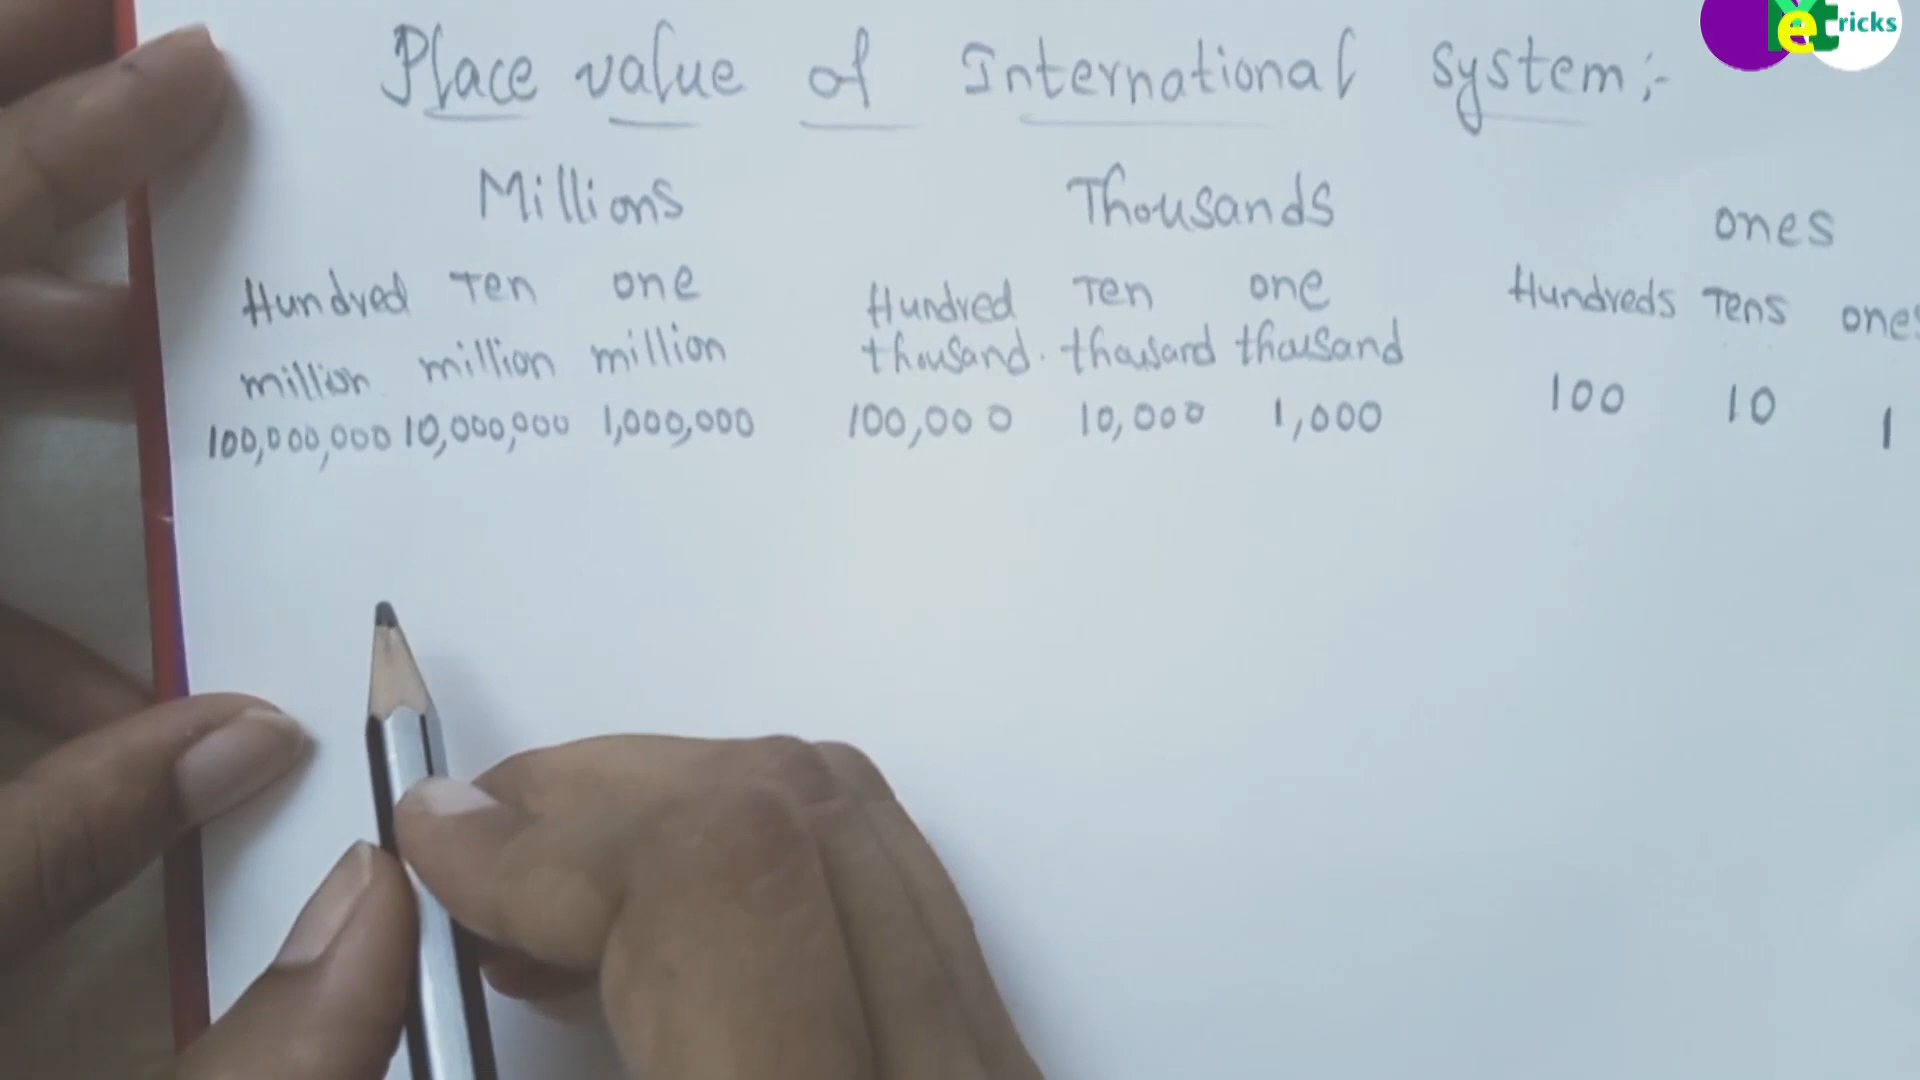 Place value of International system :-
Millions Thousands ones
Hundred Ten one Hundred Ten one Hundreds Tens ones
million million million thousand thousand thousand
100,000,000 10,000,000 1,000,000 100,000 10,000 1,000 100 10 1
etricks